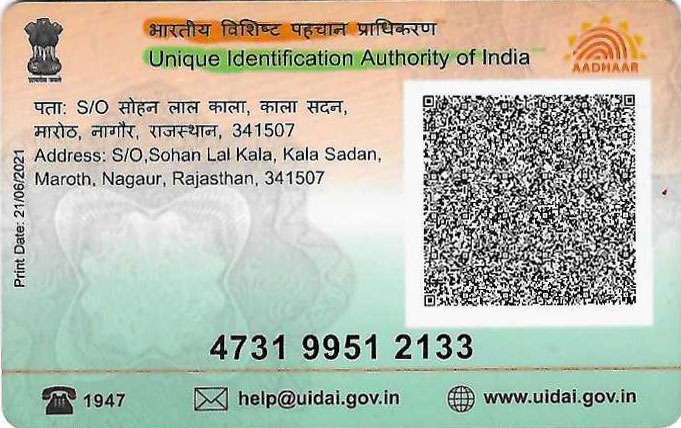 भारतीय विशिष्ट पहचान प्राधिकरण
Unique Identification Authority of India
AADHAAR
पता: S/O सोहन लाल काला, काला सदन,
मारोठ, नागौर, राजस्थान, 341507
Address: S/O,Sohan Lal Kala, Kala Sadan,
Maroth, Nagaur, Rajasthan, 341507
Print Date: 21/06/2021
4731 9951 2133
1947
help@uidai.gov.in
www.uidai.gov.in